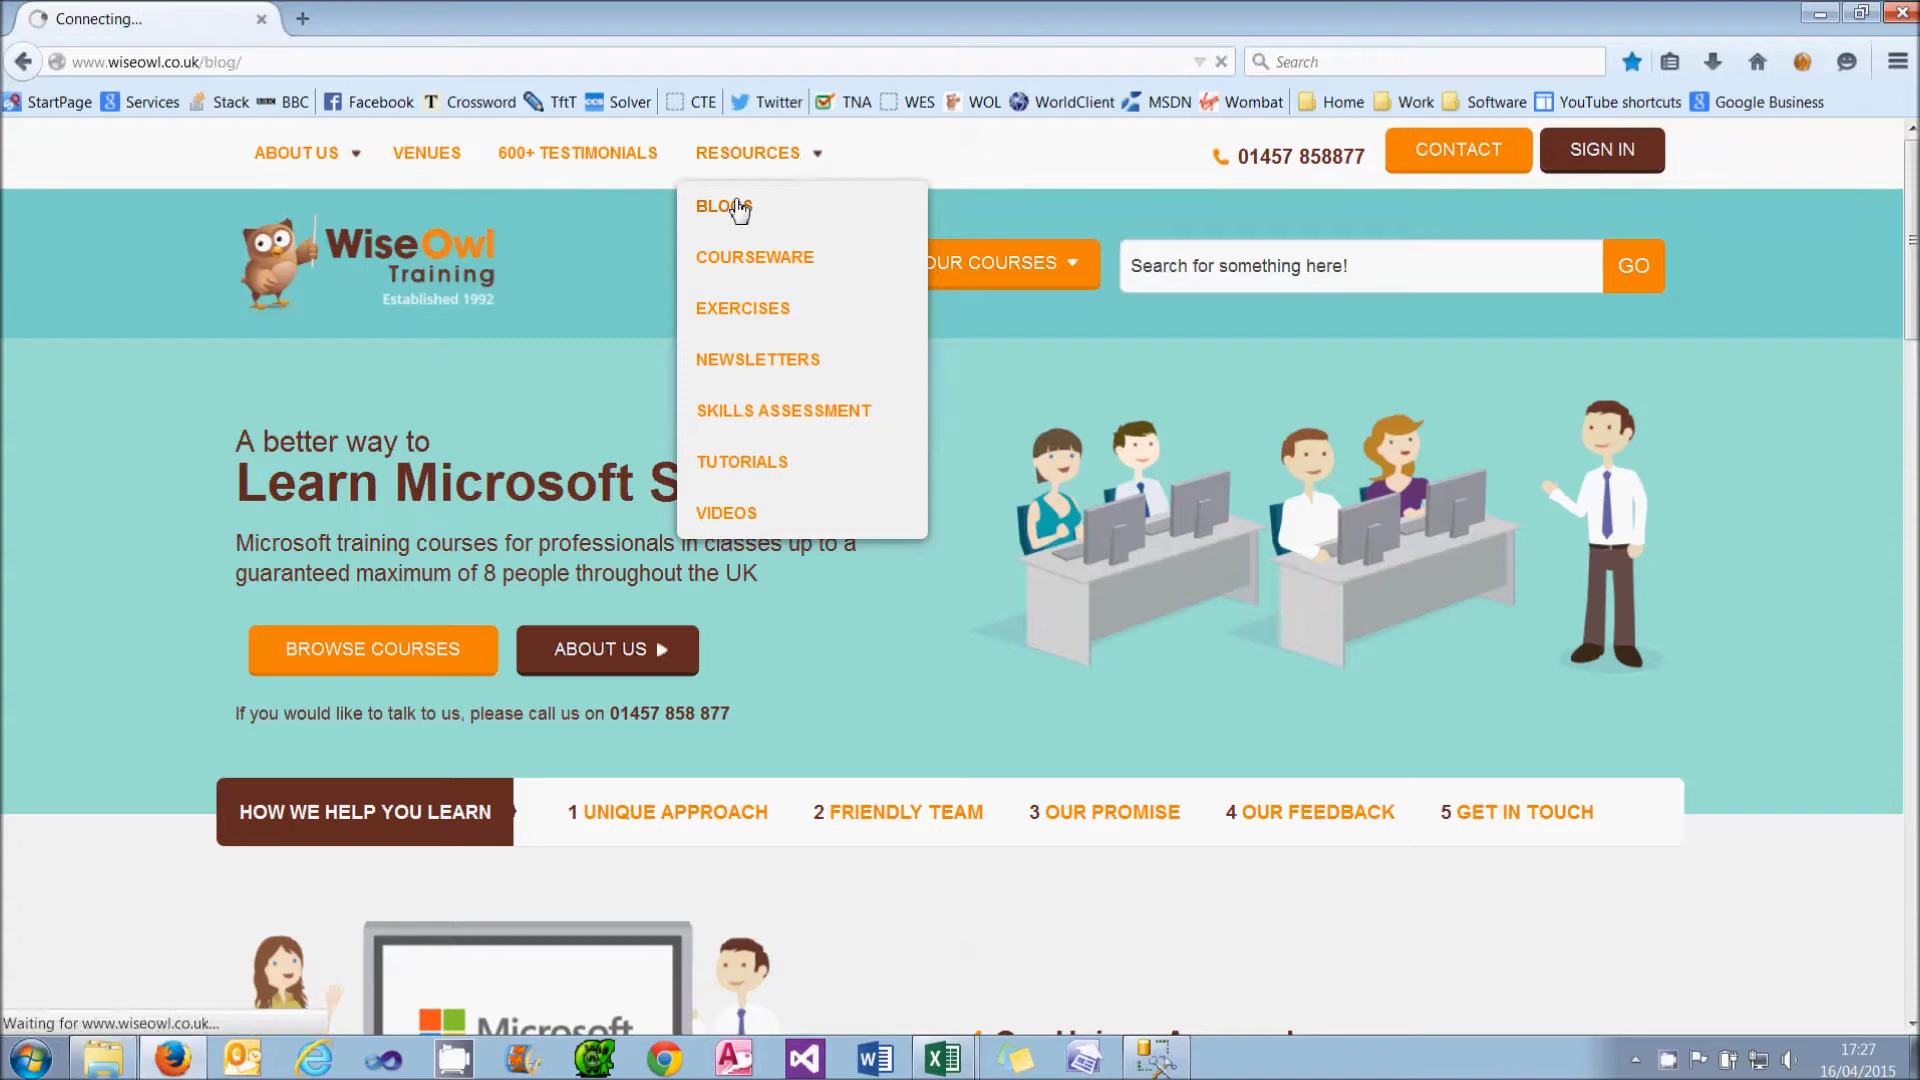 Connecting...
www.wiseowl.co.uk/blog/
Search
StartPage Services Stack BBC Facebook Crossword TftT Solver CTE Twitter TNA WES WOL WorldClient MSDN Wombat Home Work Software YouTube shortcuts Google Business
ABOUT US VENUES 600+ TESTIMONIALS RESOURCES 01457 858877 CONTACT SIGN IN
BLOGS
COURSEWARE
EXERCISES
NEWSLETTERS
SKILLS ASSESSMENT
TUTORIALS
VIDEOS
WiseOwl
Training
Established 1992
OUR COURSES
Search for something here!
GO
A better way to
Learn Microsoft S
Microsoft training courses for professionals in classes up to a
guaranteed maximum of 8 people throughout the UK
BROWSE COURSES ABOUT US
If you would like to talk to us, please call us on 01457 858 877
HOW WE HELP YOU LEARN 1 UNIQUE APPROACH 2 FRIENDLY TEAM 3 OUR PROMISE 4 OUR FEEDBACK 5 GET IN TOUCH
Microsoft
Waiting for www.wiseowl.co.uk...
17:27
16/04/2015